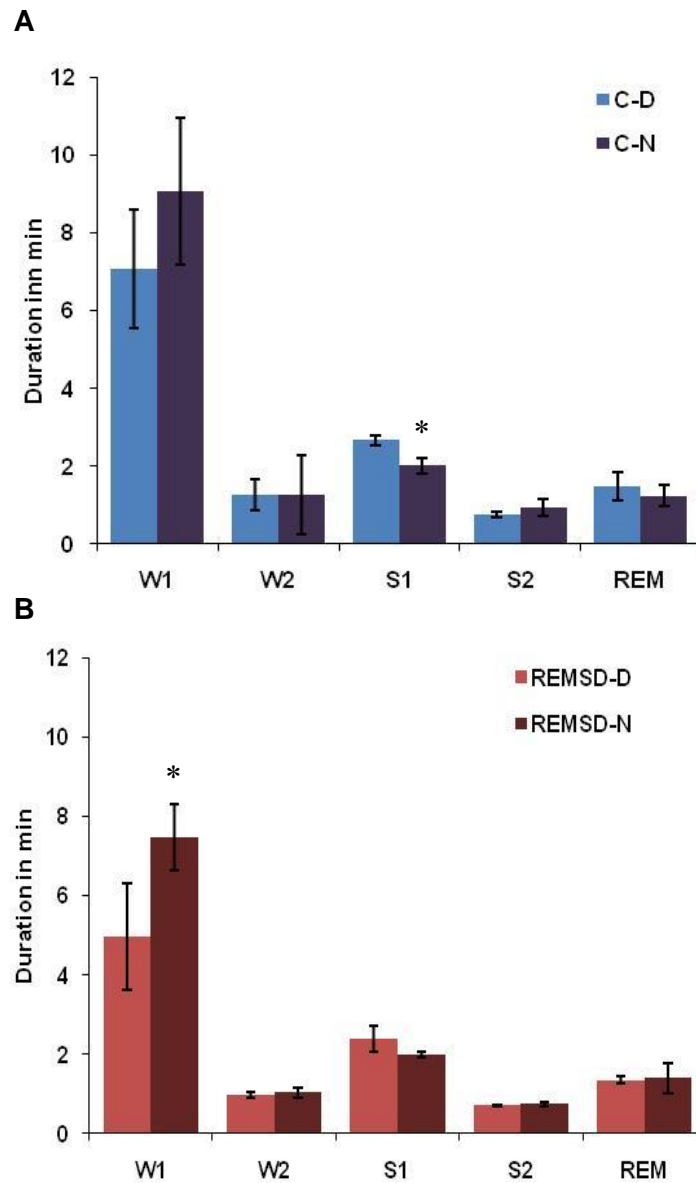 A
12
10
8
6
4
2
0
Duration inn min
C-D
C-N
*
W1 W2 S1 S2 REM
B
12
10
8
6
4
2
0
Duration in min
REMSD-D
REMSD-N
*
W1 W2 S1 S2 REM